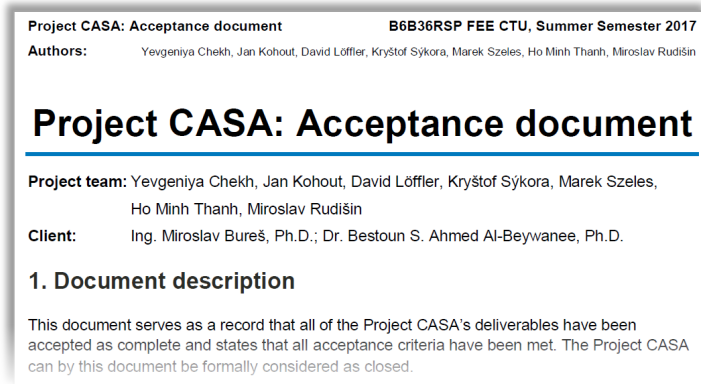 Project CASA: Acceptance document B6B36RSP FEE CTU, Summer Semester 2017
Authors: Yevgeniya Chekh, Jan Kohout, David Löffler, Kryštof Sýkora, Marek Szeles, Ho Minh Thanh, Miroslav Rudišin
Project CASA: Acceptance document
Project team: Yevgeniya Chekh, Jan Kohout, David Löffler, Kryštof Sýkora, Marek Szeles,
Ho Minh Thanh, Miroslav Rudišin
Client: Ing. Miroslav Bureš, Ph.D.; Dr. Bestoun S. Ahmed Al-Beywanee, Ph.D.
1. Document description
This document serves as a record that all of the Project CASA's deliverables have been
accepted as complete and states that all acceptance criteria have been met. The Project CASA
can by this document be formally considered as closed.